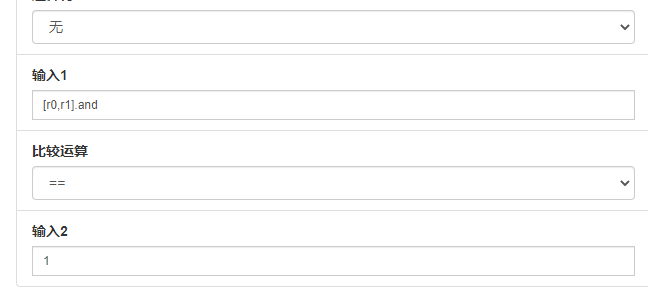 无
输入1
[r0,r1].and
比较运算
==
输入2
1